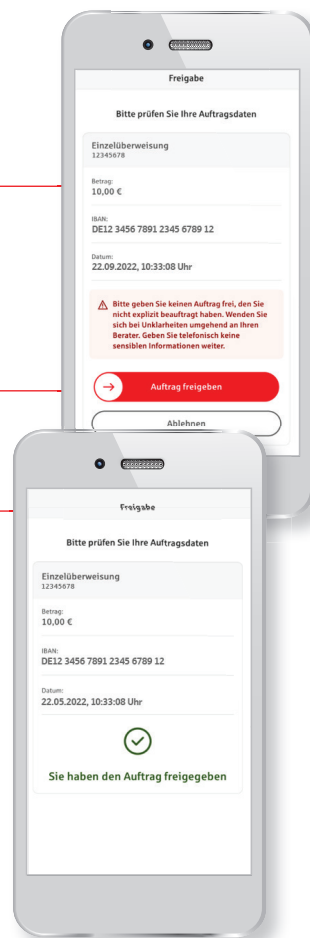 Freigabe
Bitte prüfen Sie Ihre Auftragsdaten
Einzelüberweisung
12345678
Betrag:
10,00 €
IBAN:
DE12 3456 7891 2345 6789 12
Datum:
22.09.2022, 10:33:08 Uhr
Bitte geben Sie keinen Auftrag frei, den Sie
nicht explizit beauftragt haben. Wenden Sie
sich bei Unklarheiten umgehend an Ihren
Berater. Geben Sie telefonisch keine
sensiblen Informationen weiter.
Auftrag freigeben
Ablehnen
Freigabe
Bitte prüfen Sie Ihre Auftragsdaten
Einzelüberweisung
12345678
Betrag:
10,00 €
IBAN:
DE12 3456 7891 2345 6789 12
Datum:
22.05.2022, 10:33:08 Uhr
Sie haben den Auftrag freigegeben